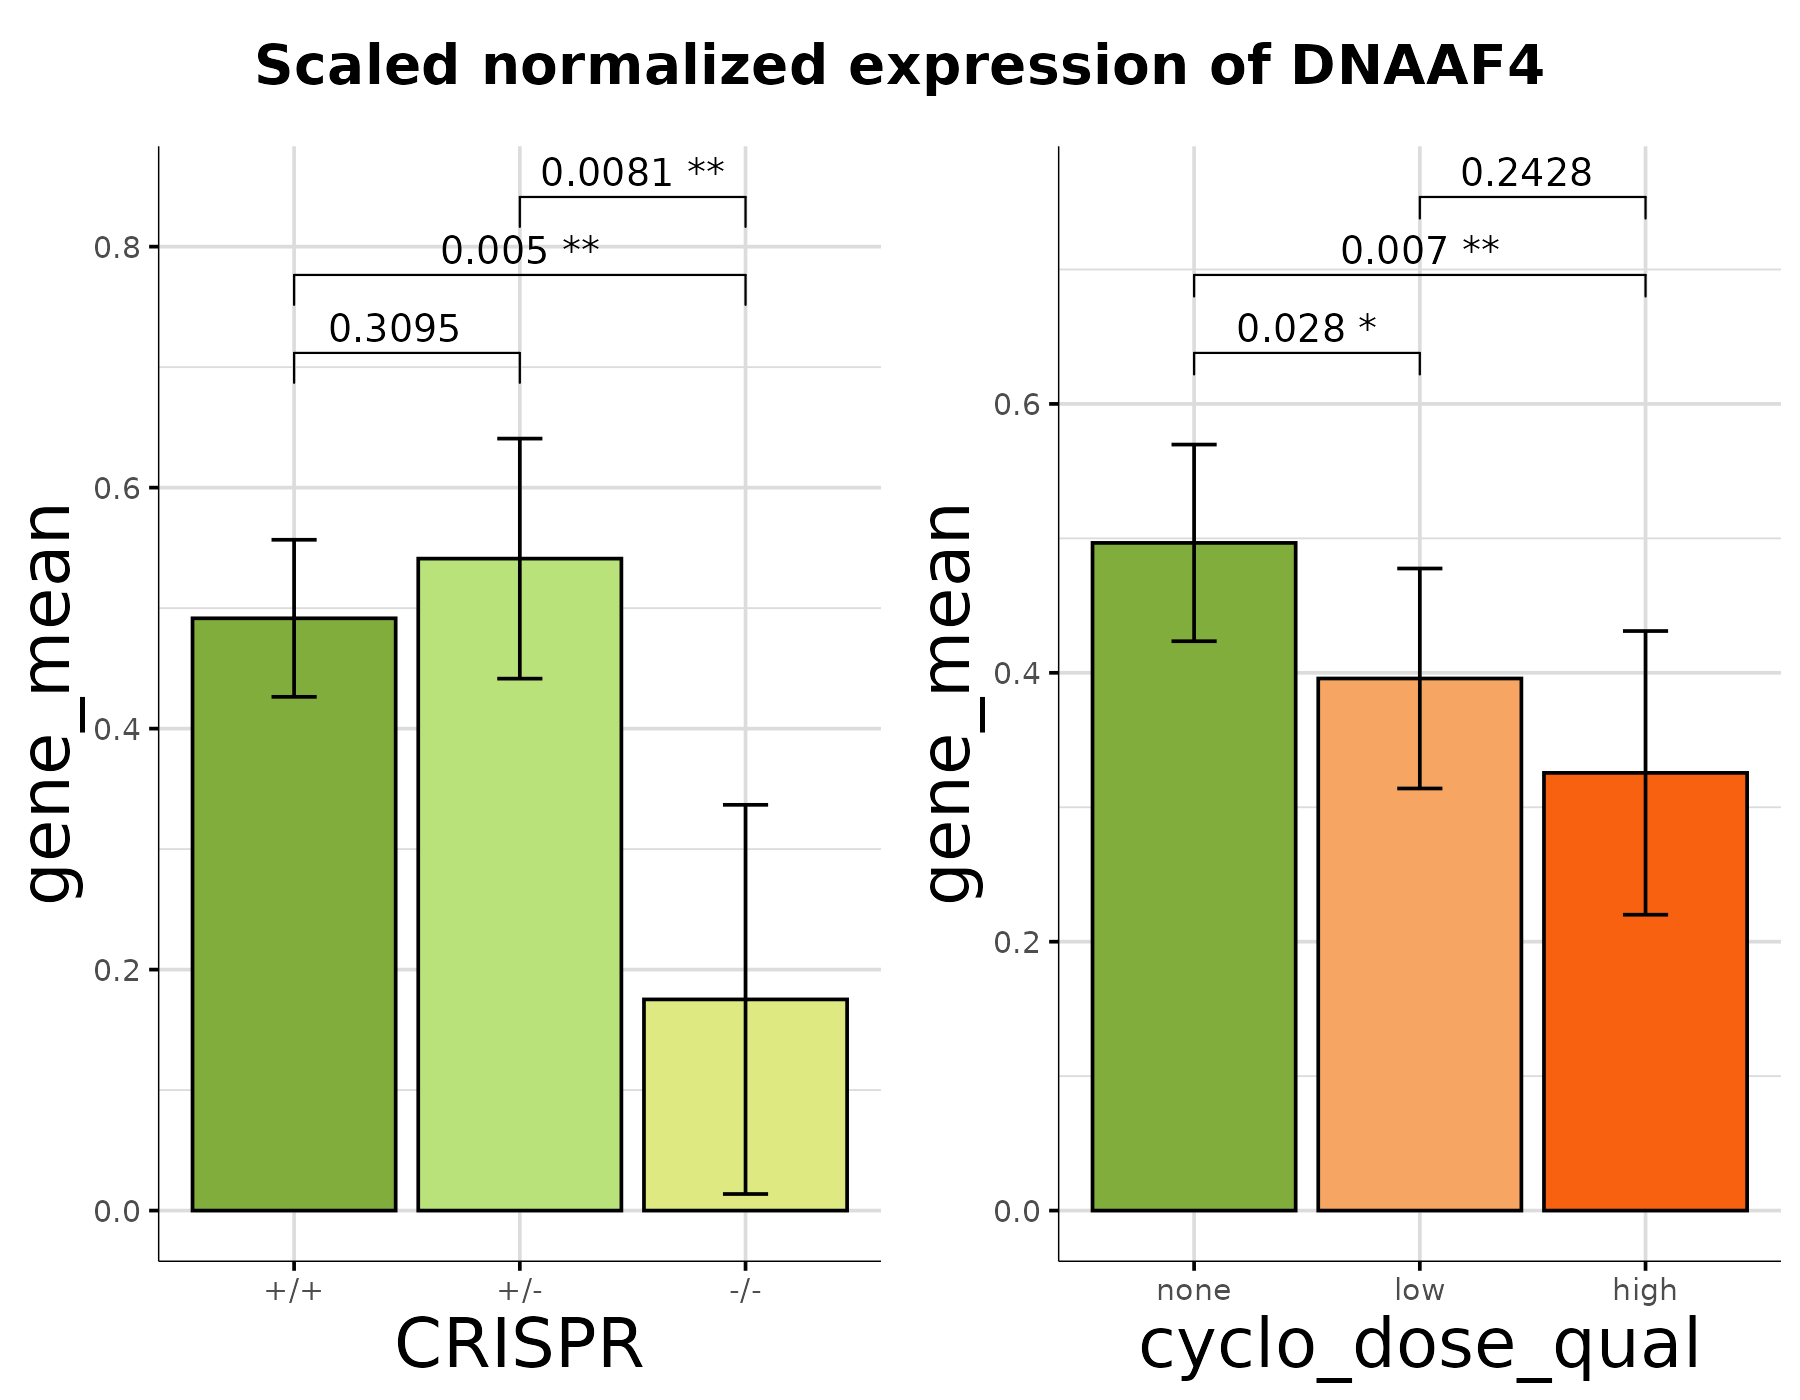 Scaled normalized expression of DNAAF4
0.0081 **
0.005 **
0.3095
0.8
0.6
0.4
0.2
0.0
gene_mean
+/+ +/- -/-
CRISPR
0.2428
0.007 **
0.028 *
0.6
0.4
0.2
0.0
gene_mean
none low high
cyclo_dose_qual